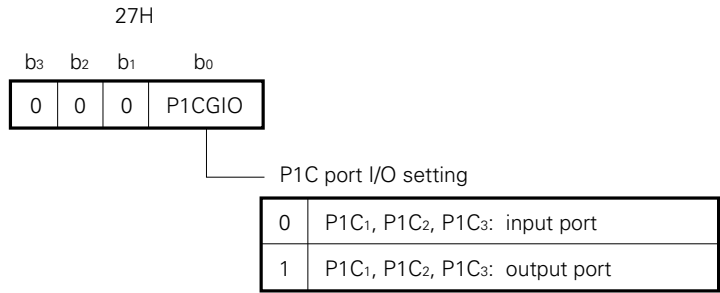 27H
b₃ b₂ b₁ b₀
0 0 0 P1CGIO
P1C port I/O setting
0 P1C₁, P1C₂, P1C₃: input port
1 P1C₁, P1C₂, P1C₃: output port